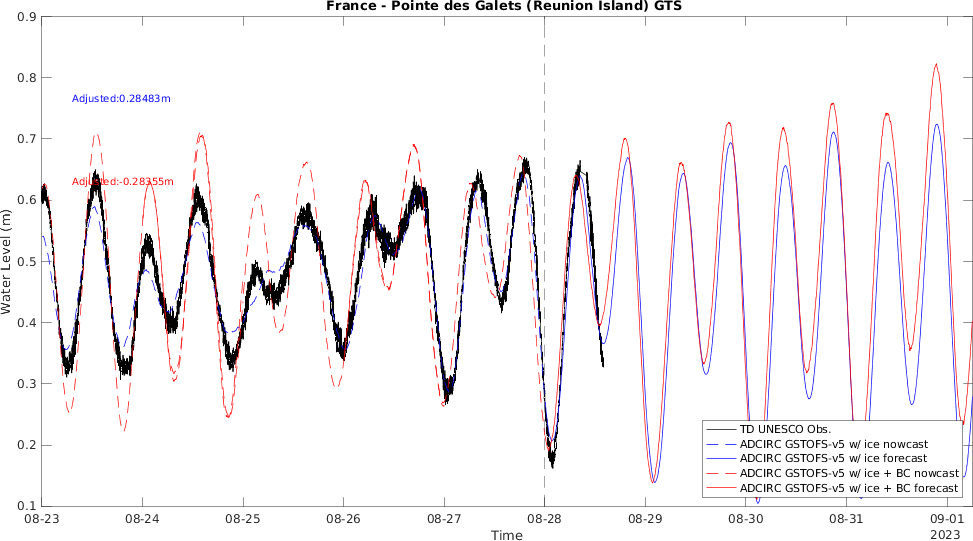 France - Pointe des Galets (Reunion Island) GTS
0.9
0.8
0.7
0.6
0.5
0.4
0.3
0.2
0.1
Water Level (m)
Adjusted:0.28483m
Adjusted:-0.28355m
TD UNESCO Obs.
ADCIRC GSTOFS-v5 w/ ice nowcast
ADCIRC GSTOFS-v5 w/ ice forecast
ADCIRC GSTOFS-v5 w/ ice + BC nowcast
ADCIRC GSTOFS-v5 w/ ice + BC forecast
08-23 08-24 08-25 08-26 08-27 08-28 08-29 08-30 08-31 09-01
2023
Time